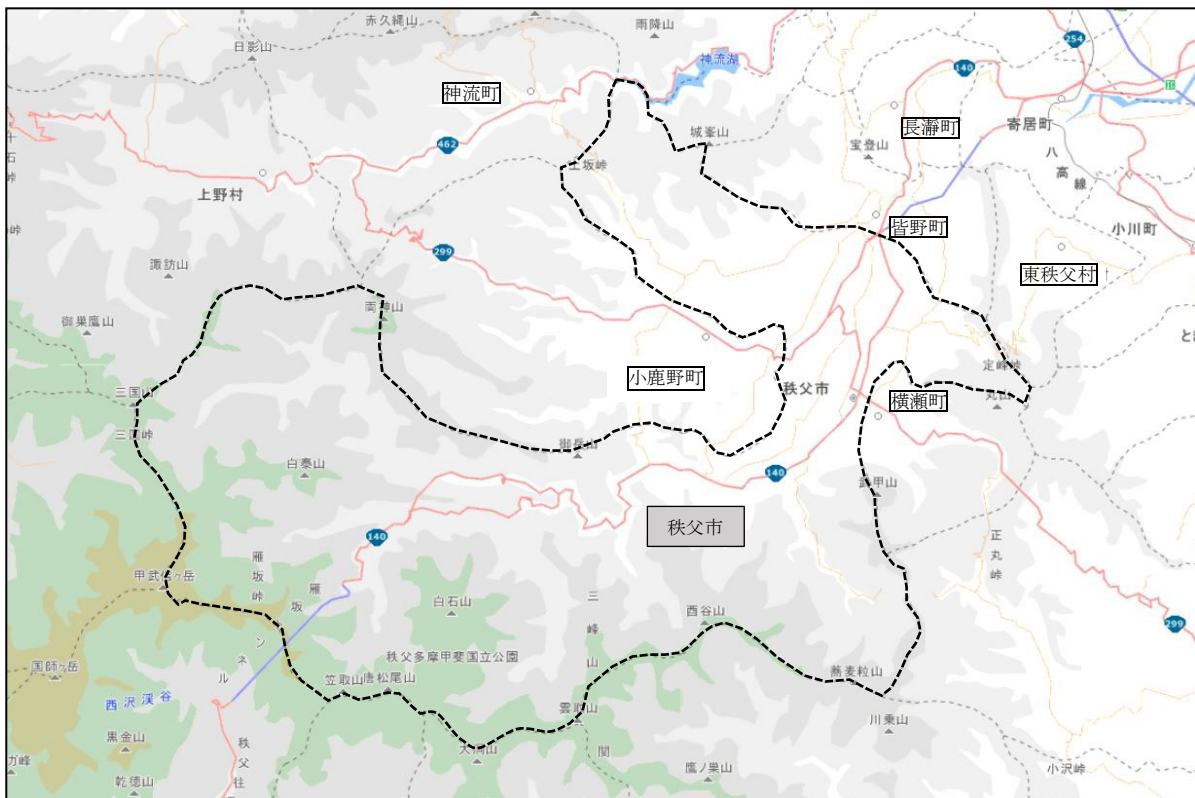 赤久縄山
雨降山
日影山
254
神流湖
140
神流町
城峯山
長瀞町
寄居町
宝登山
八高線
462
土坂峠
上野村
皆野町
小川町
299
東秩父村
諏訪山
両神山
御巣鷹山
定峰峠
小鹿野町
秩父市
丸山
横瀬町
三国山
三国峠
御岳山
白泰山
140
武甲山
秩父市
140
正丸峠
雁坂峠
雁坂
ンネル
甲武信ヶ岳
白石山
三峰山
酉谷山
299
国師ヶ岳
秩父多摩甲斐国立公園
笠取山
唐松尾山
蕎麦粒山
西沢渓谷
雲取山
川乗山
黒金山
秩父往
大洞山
関
鷹ノ巣山
小沢峠
ガ峰
乾徳山